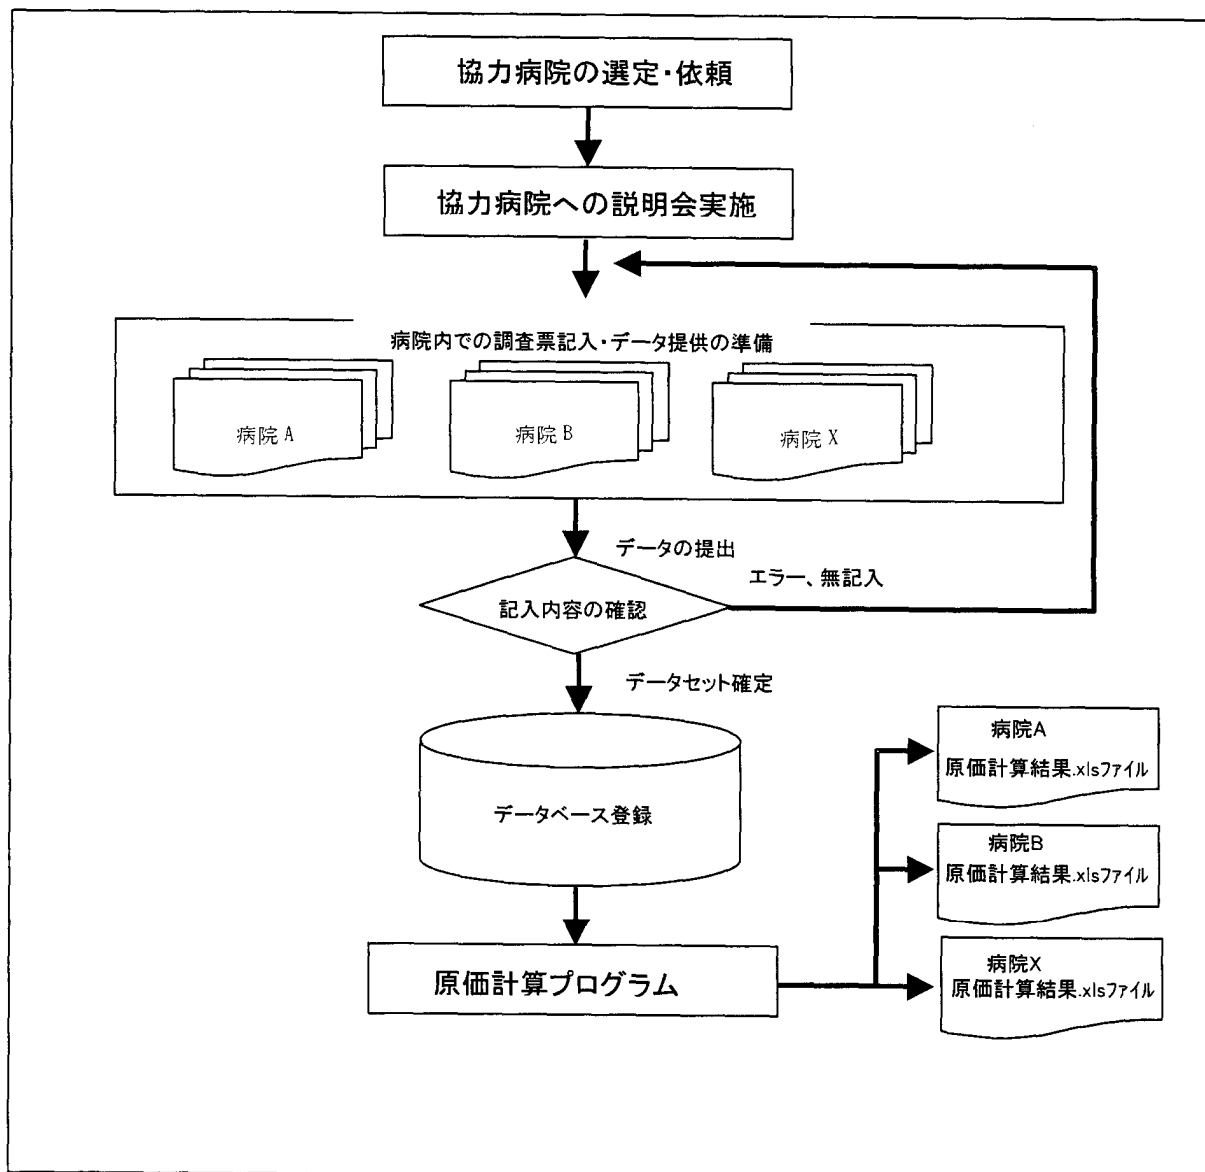 協力病院の選定・依頼
協力病院への説明会実施
病院内での調査票記入・データ提供の準備
病院 A
病院 B
病院 X
データの提出
エラー、無記入
記入内容の確認
データセット確定
データベース登録
原価計算プログラム
病院A
原価計算結果.xlsファイル
病院B
原価計算結果.xlsファイル
病院X
原価計算結果.xlsファイル